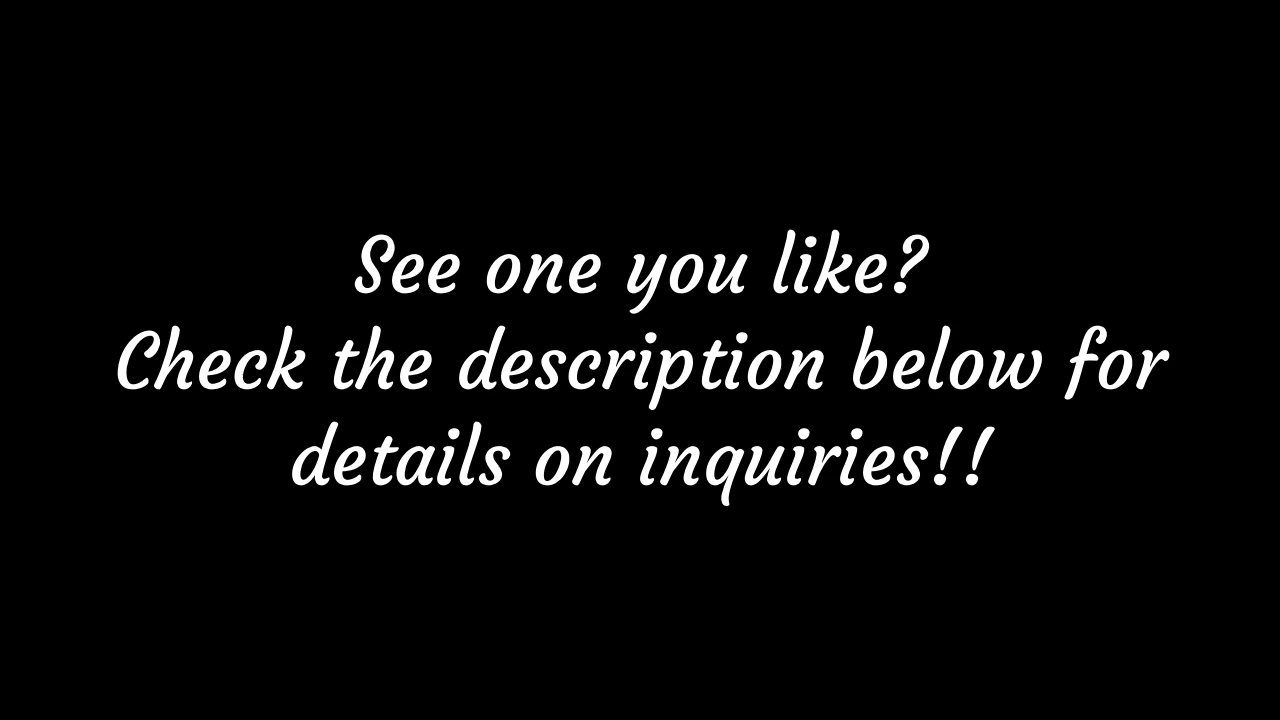 See one you like?
Check the description below for
details on inquiries!!